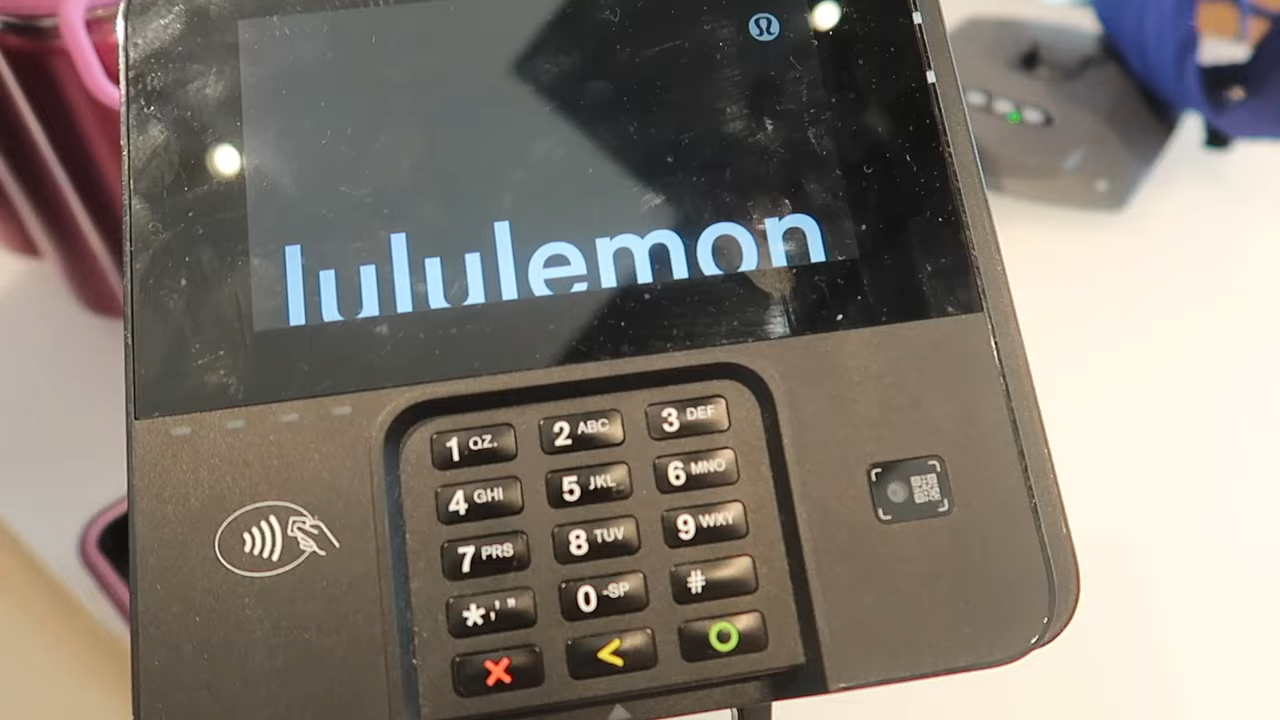 lululemon
1 QZ. 2 ABC 3 DEF
4 GHI 5 JKL 6 MNO
7 PRS 8 TUV 9 WXY
*,'" 0 -SP #
X < O